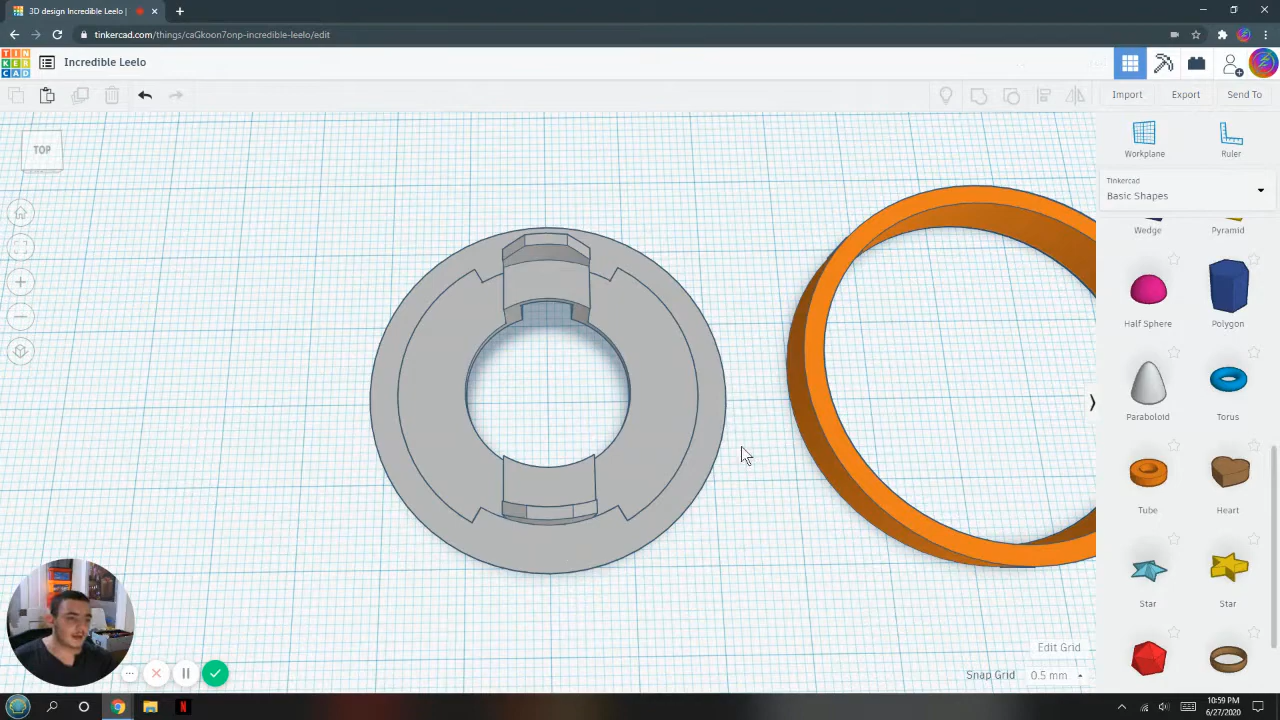 3D design Incredible Leelo |
tinkercad.com/things/caGkoon7onp-incredible-leelo/edit
TIN
KER
CAD
Incredible Leelo
Import
Export
Send To
TOP
Workplane
Ruler
Tinkercad
Basic Shapes
Wedge
Pyramid
Half Sphere
Polygon
Paraboloid
Torus
Tube
Heart
Star
Star
Edit Grid
Snap Grid
0.5 mm
10:59 PM
6/27/2020